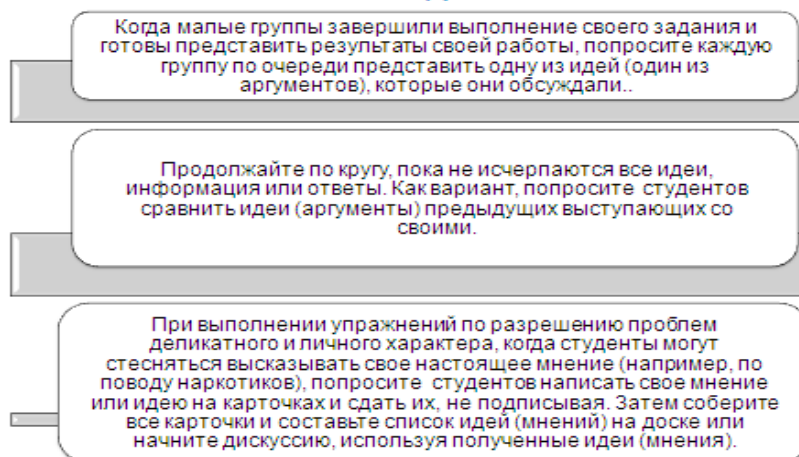 Когда малые группы завершили выполнение своего задания и
готовы представить результаты своей работы, попросите каждую
группу по очереди представить одну из идей (один из
аргументов), которые они обсуждали..
Продолжайте по кругу, пока не исчерпаются все идеи,
информация или ответы. Как вариант, попросите студентов
сравнить идеи (аргументы) предыдущих выступающих со
своими.
При выполнении упражнений по разрешению проблем
деликатного и личного характера, когда студенты могут
стесняться высказывать свое настоящее мнение (например, по
поводу наркотиков), попросите студентов написать свое мнение
или идею на карточках и сдать их, не подписывая. Затем соберите
все карточки и составьте список идей (мнений) на доске или
начните дискуссию, используя полученные идеи (мнения).